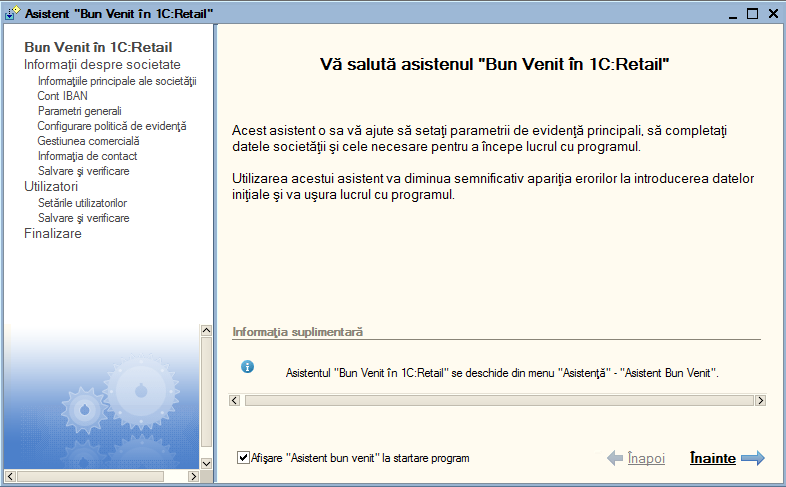 Asistent "Bun Venit în 1C:Retail"
Bun Venit în 1C:Retail
Informaţii despre societate
Informaţiile principale ale societăţii
Cont IBAN
Parametri generali
Configurare politică de evidenţă
Gestiunea comercială
Informaţia de contact
Salvare şi verificare
Utilizatori
Setările utilizatorilor
Salvare şi verificare
Finalizare
Vă salută asistenul "Bun Venit în 1C:Retail"
Acest asistent o sa vă ajute să setaţi parametrii de evidenţă principali, să completaţi
datele societăţii şi cele necesare pentru a începe lucrul cu programul.
Utilizarea acestui asistent va diminua semnificativ apariţia erorilor la introducerea datelor
iniţiale şi va uşura lucrul cu programul.
Informaţia suplimentară
Asistentul "Bun Venit în 1C:Retail" se deschide din menu "Asistenţă" - "Asistent Bun Venit".
Afişare "Asistent bun venit" la startare program
Înapoi
Înainte